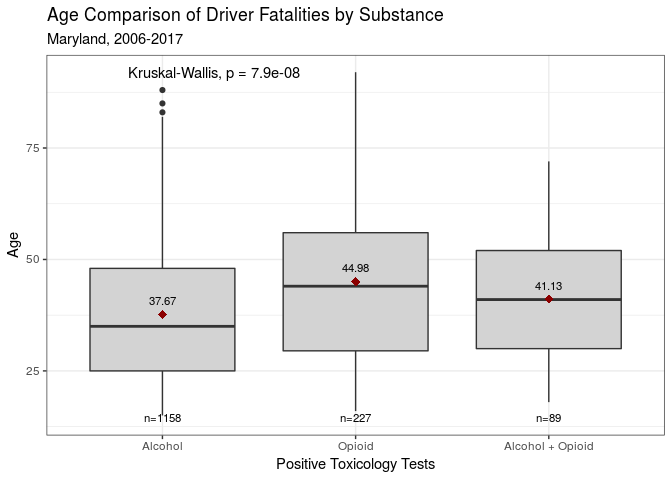 Age Comparison of Driver Fatalities by Substance
Maryland, 2006-2017
Kruskal-Wallis, p = 7.9e-08
75
50
25
Age
37.67
44.98
41.13
n=1158
n=227
n=89
Alcohol
Opioid
Alcohol + Opioid
Positive Toxicology Tests